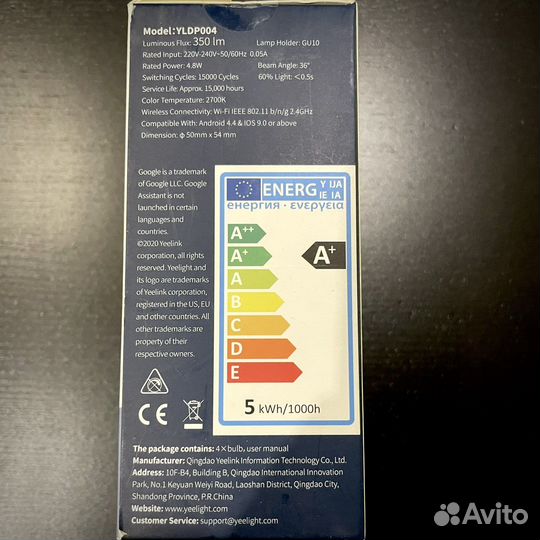 Model:YLDP004
Luminous Flux: 350 lm Lamp Holder: GU10
Rated Input: 220V-240V~50/60Hz 0.05A
Rated Power: 4.8W Beam Angle: 36°
Switching Cycles: 15000 Cycles 60% Light: <0.5s
Service Life: Approx. 15,000 hours
Color Temperature: 2700K
Wireless Connectivity: Wi-Fi IEEE 802.11 b/n/g 2.4GHz
Compatible With: Android 4.4 & IOS 9.0 or above
Dimension: φ 50mm x 54 mm
Google is a trademark
of Google LLC. Google
Assistant is not
launched in certain
languages and
countries.
©2020 Yeelink
corporation, all rights
reserved. Yeelight and
its logo are trademarks
of Yeelink corporation,
registered in the US, EU
and other countries. All
other trademarks are
property of their
respective owners.
ENERG Y IJA
IE IA
енергия · ενεργεια
A++
A+
A
B
C
D
E
A+
5 kWh/1000h
CE
The package contains: 4×bulb, user manual
Manufacturer: Qingdao Yeelink Information Technology Co., Ltd.
Address: 10F-B4, Building B, Qingdao International Innovation
Park, No.1 Keyuan Weiyi Road, Laoshan District, Qingdao City,
Shandong Province, P.R.China
Website: www.yeelight.com
Customer Service: support@yeelight.com
Avito